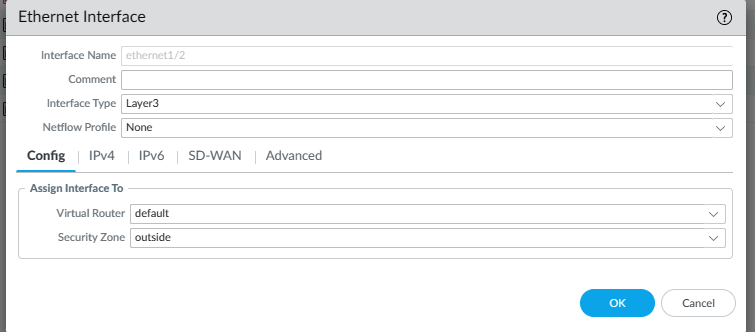 Ethernet Interface ?
Interface Name ethernet1/2
Comment
Interface Type Layer3
Netflow Profile None
Config IPv4 IPv6 SD-WAN Advanced
Assign Interface To
Virtual Router default
Security Zone outside
OK Cancel